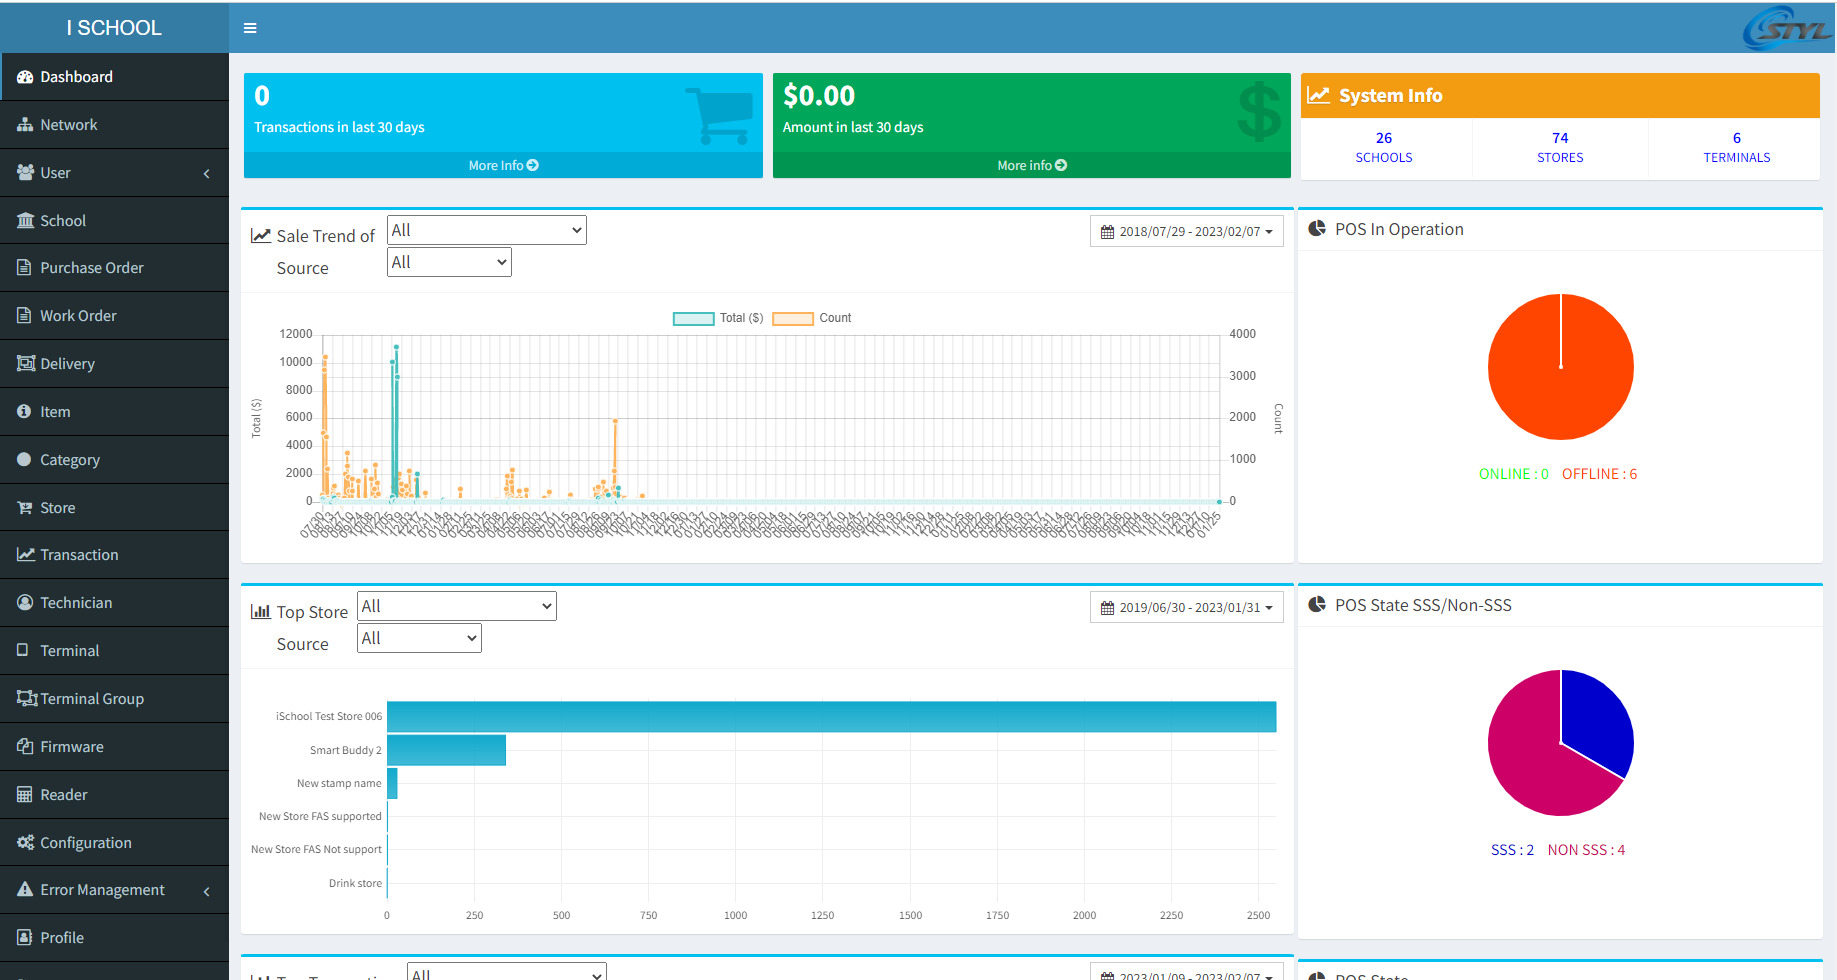 I SCHOOL
STYL
Dashboard
Network
User
School
Purchase Order
Work Order
Delivery
Item
Category
Store
Transaction
Technician
Terminal
Terminal Group
Firmware
Reader
Configuration
Error Management
Profile
0
Transactions in last 30 days
More Info
$0.00
Amount in last 30 days
More info
System Info
26
SCHOOLS
74
STORES
6
TERMINALS
Sale Trend of All
Source All
2018/07/29 - 2023/02/07
Total ($) Count
12000
10000
8000
6000
4000
2000
0
Total ($)
4000
3000
2000
1000
0
Count
07/30
01/25
POS In Operation
ONLINE : 0 OFFLINE : 6
Top Store All
Source All
2019/06/30 - 2023/01/31
iSchool Test Store 006
Smart Buddy 2
New stamp name
New Store FAS supported
New Store FAS Not support
Drink store
0 250 500 750 1000 1250 1500 1750 2000 2250 2500
POS State SSS/Non-SSS
SSS : 2 NON SSS : 4
All
2023/01/09 - 2023/02/07
POS State